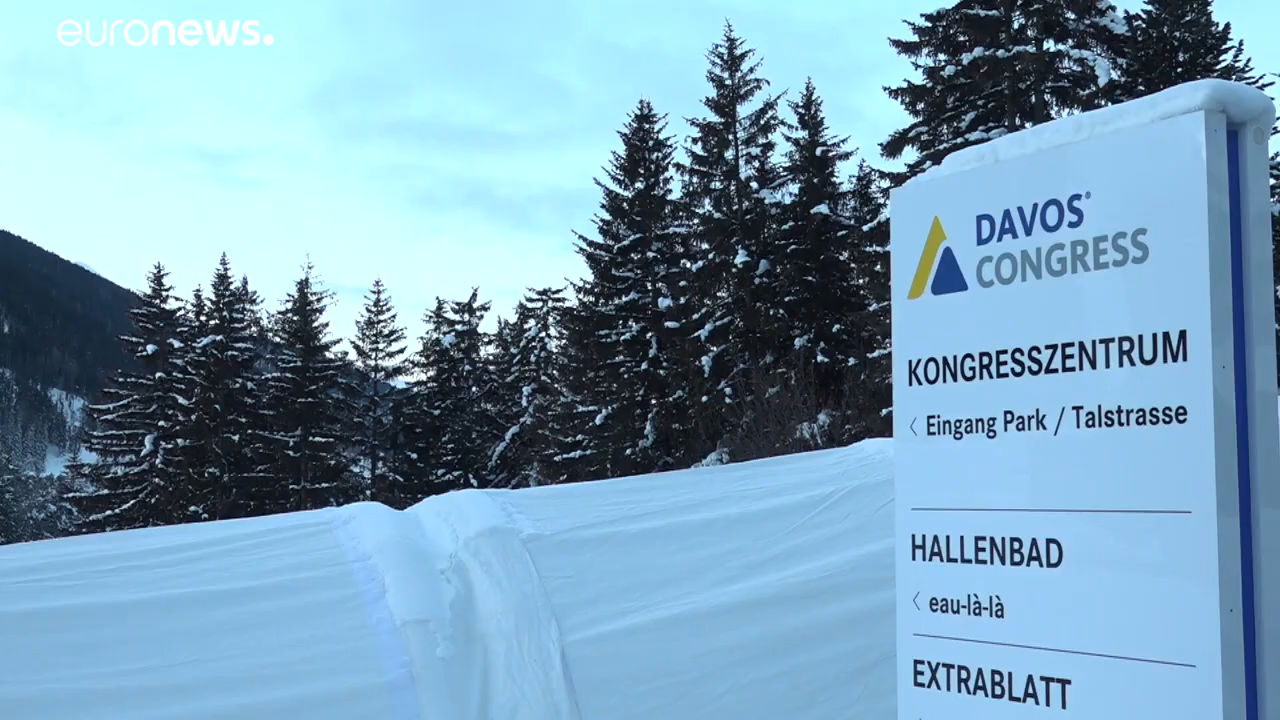 euronews.
DAVOS®
CONGRESS
KONGRESSZENTRUM
< Eingang Park / Talstrasse
HALLENBAD
< eau-là-là
EXTRABLATT